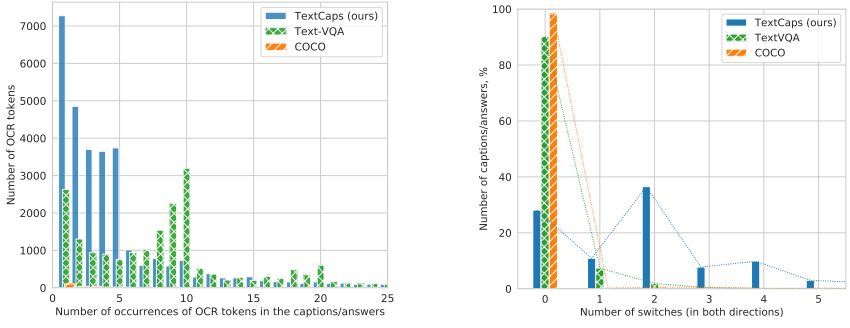 7000
6000
5000
4000
3000
2000
1000
0
0
5
10
15
20
25
Number of OCR tokens
Number of occurrences of OCR tokens in the captions/answers
TextCaps (ours)
Text-VQA
COCO
100
80
60
40
20
0
0
1
2
3
4
5
Number of captions/answers, %
Number of switches (in both directions)
TextCaps (ours)
TextVQA
COCO